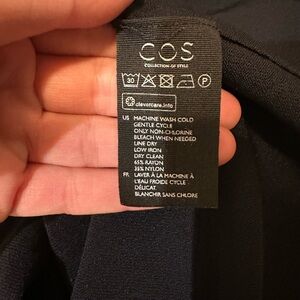 COS
COLLECTION OF STYLE
30 P
clevercare.info
US MACHINE WASH COLD
GENTLE CYCLE
ONLY NON-CHLORINE
BLEACH WHEN NEEDED
LINE DRY
LOW IRON
DRY CLEAN
65% RAYON
35% NYLON
FR LAVER À LA MACHINE À
L'EAU FROIDE CYCLE
DÉLICAT.
BLANCHIR SANS CHLORE